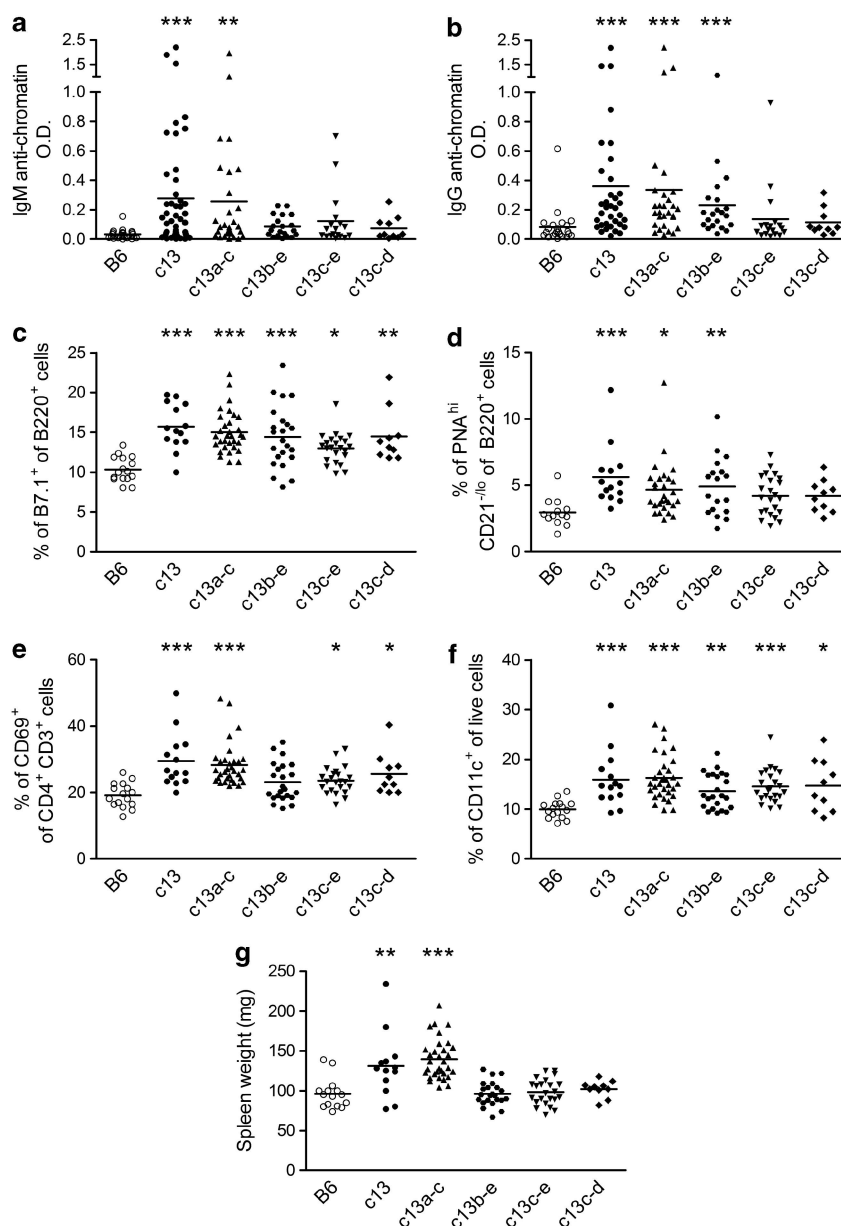 a
*** **
IgM anti-chromatin
O.D.
2.5
1.5
1.0
0.8
0.6
0.4
0.2
0.0
B6 c13 c13a-c c13b-e c13c-e c13c-d
b
*** *** ***
IgG anti-chromatin
O.D.
2.5
1.5
1.0
0.8
0.6
0.4
0.2
0.0
B6 c13 c13a-c c13b-e c13c-e c13c-d
c
*** *** *** * **
% of B7.1⁺ of B220⁺ cells
25
20
15
10
5
0
B6 c13 c13a-c c13b-e c13c-e c13c-d
d
*** * **
% of PNAʰⁱ
CD21⁻/ˡᵒ of B220⁺ cells
15
10
5
0
B6 c13 c13a-c c13b-e c13c-e c13c-d
e
*** *** * *
% of CD69⁺
of CD4⁺ CD3⁺ cells
60
40
20
0
B6 c13 c13a-c c13b-e c13c-e c13c-d
f
*** *** ** *** *
% of CD11c⁺ of live cells
40
30
20
10
0
B6 c13 c13a-c c13b-e c13c-e c13c-d
g
** ***
Spleen weight (mg)
250
200
150
100
50
0
B6 c13 c13a-c c13b-e c13c-e c13c-d